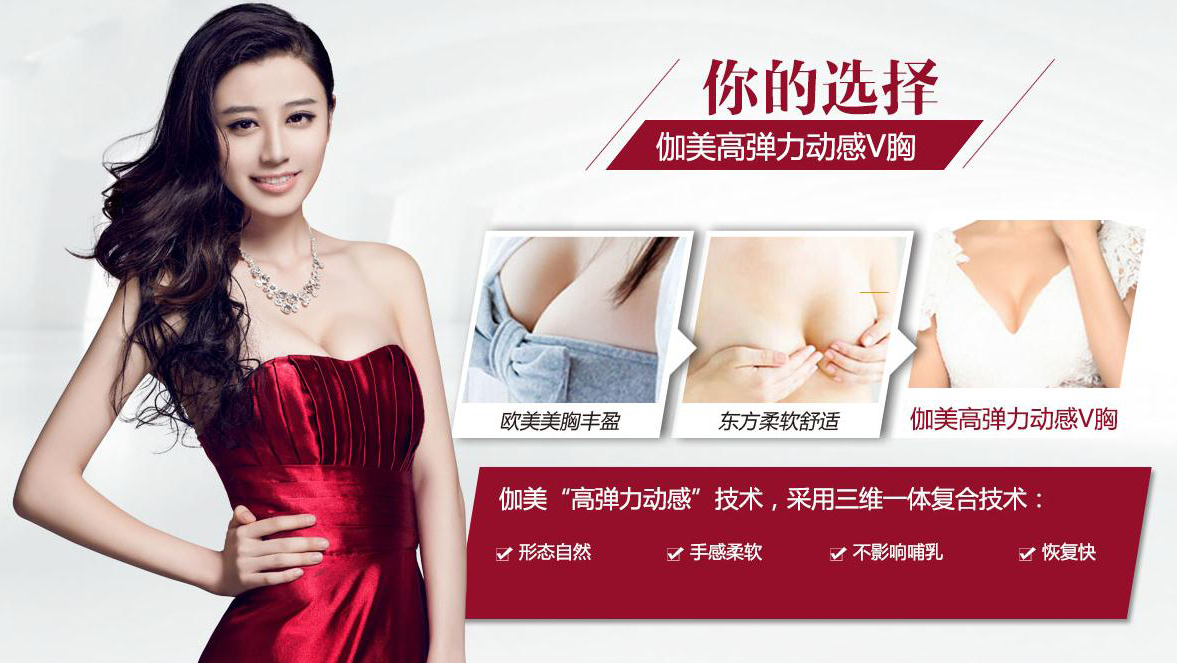 你的选择
伽美高弹力动感V胸
欧美美胸丰盈
东方柔软舒适
伽美高弹力动感V胸
伽美“高弹力动感”技术，采用三维一体复合技术：
形态自然
手感柔软
不影响哺乳
恢复快